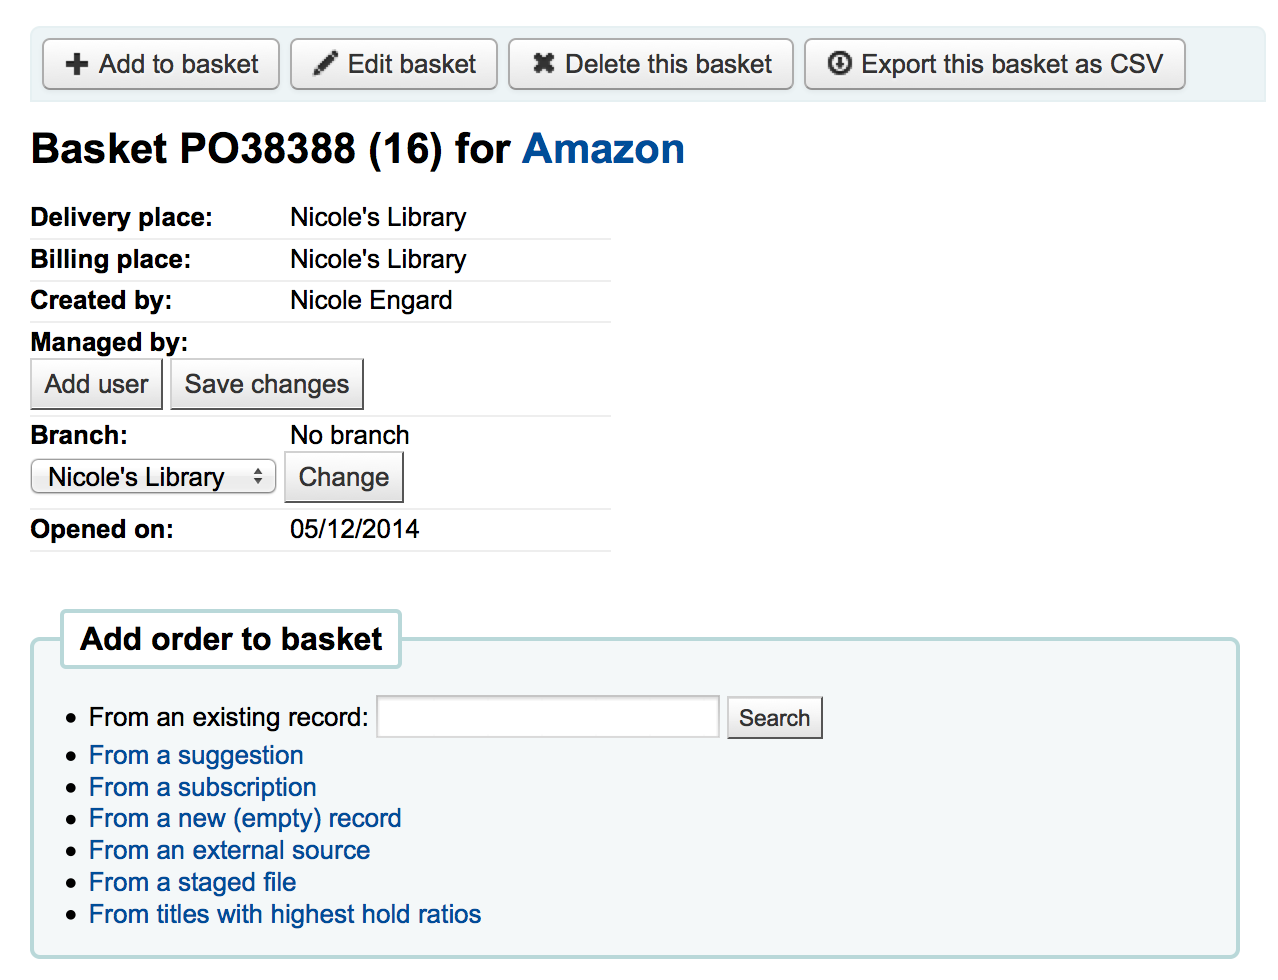 Add to basket Edit basket Delete this basket Export this basket as CSV
Basket PO38388 (16) for Amazon
Delivery place: Nicole's Library
Billing place: Nicole's Library
Created by: Nicole Engard
Managed by:
Add user Save changes
Branch: No branch
Nicole's Library Change
Opened on: 05/12/2014
Add order to basket
From an existing record: Search
From a suggestion
From a subscription
From a new (empty) record
From an external source
From a staged file
From titles with highest hold ratios